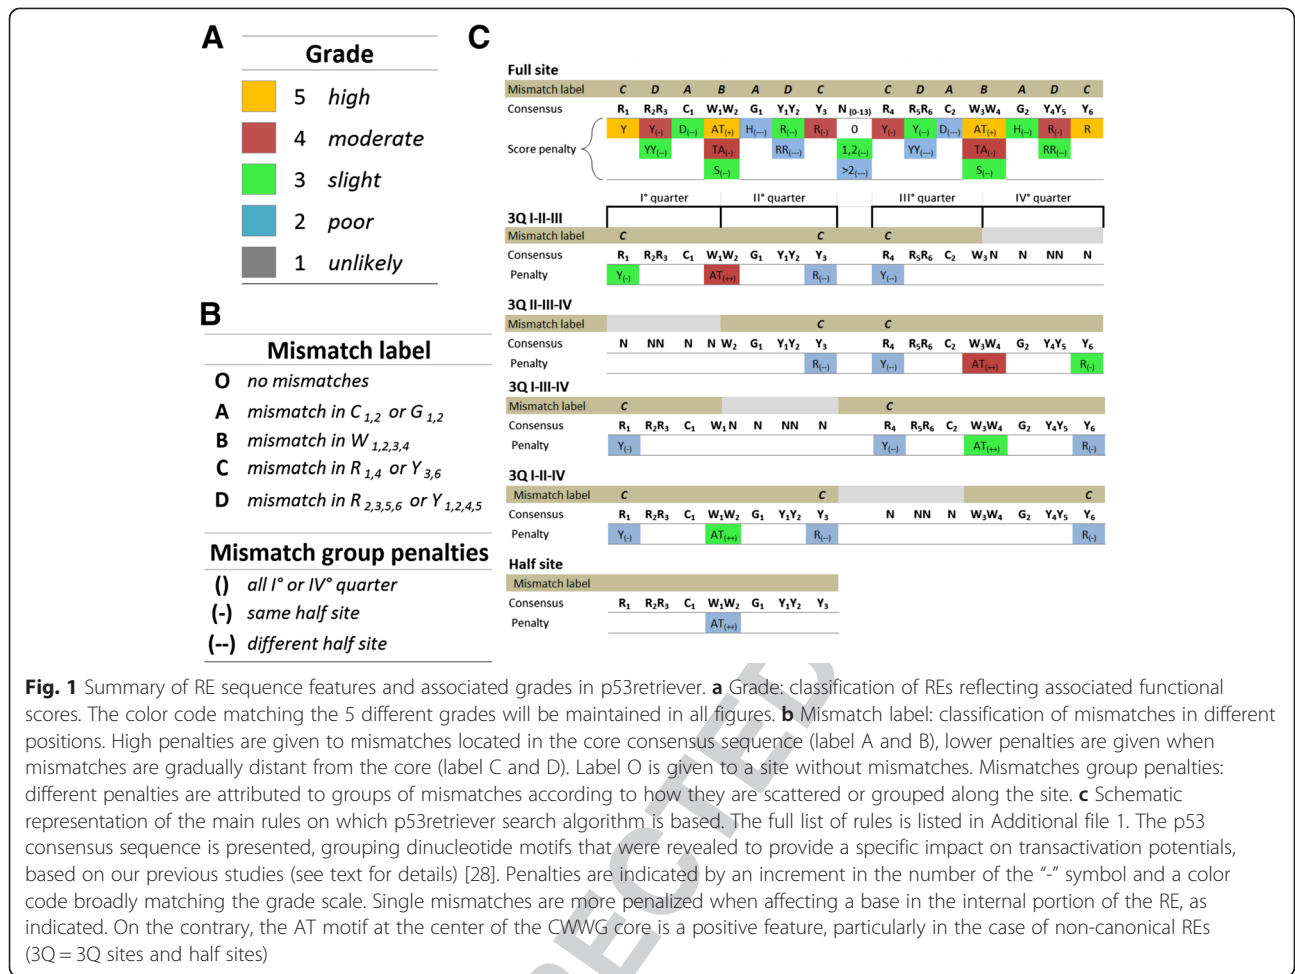 A
Grade
5 high
4 moderate
3 slight
2 poor
1 unlikely
B
Mismatch label
O no mismatches
A mismatch in C 1,2 or G 1,2
B mismatch in W 1,2,3,4
C mismatch in R 1,4 or Y 3,6
D mismatch in R 2,3,5,6 or Y 1,2,4,5
Mismatch group penalties
() all I° or IV° quarter
(-) same half site
(--) different half site
C
Full site
Mismatch label C D A B A D C C D A B A D C
Consensus R1 R2R3 C1 W1W2 G1 Y1Y2 Y3 N (0-13) R4 R5R6 C2 W3W4 G2 Y4Y5 Y6
Y Y(-) D(--) AT(+) H(---) R(--) R(-) 0 Y(-) Y(--) D(---) AT(+) H(--) R(-) R
Score penalty YY(--) TA(-) RR(---) 1,2(--) YY(---) TA(-) RR(--)
S(--) >2(---) S(--)
I° quarter II° quarter III° quarter IV° quarter
3Q I-II-III
Mismatch label C C C
Consensus R1 R2R3 C1 W1W2 G1 Y1Y2 Y3 R4 R5R6 C2 W3 N N NN N
Penalty Y(-) AT(++) R(--) Y(--)
3Q II-III-IV
Mismatch label C C
Consensus N NN N N W2 G1 Y1Y2 Y3 R4 R5R6 C2 W3W4 G2 Y4Y5 Y6
Penalty R(--) Y(--) AT(++) R(-)
3Q I-III-IV
Mismatch label C C
Consensus R1 R2R3 C1 W1 N N NN N R4 R5R6 C2 W3W4 G2 Y4Y5 Y6
Penalty Y(-) Y(--) AT(++) R(-)
3Q I-II-IV
Mismatch label C C C
Consensus R1 R2R3 C1 W1W2 G1 Y1Y2 Y3 N NN N W3W4 G2 Y4Y5 Y6
Penalty Y(-) AT(++) R(--) R(-)
Half site
Mismatch label
Consensus R1 R2R3 C1 W1W2 G1 Y1Y2 Y3
Penalty AT(++)
Fig. 1 Summary of RE sequence features and associated grades in p53retriever. a Grade: classification of REs reflecting associated functional
scores. The color code matching the 5 different grades will be maintained in all figures. b Mismatch label: classification of mismatches in different
positions. High penalties are given to mismatches located in the core consensus sequence (label A and B), lower penalties are given when
mismatches are gradually distant from the core (label C and D). Label O is given to a site without mismatches. Mismatches group penalties:
different penalties are attributed to groups of mismatches according to how they are scattered or grouped along the site. c Schematic
representation of the main rules on which p53retriever search algorithm is based. The full list of rules is listed in Additional file 1. The p53
consensus sequence is presented, grouping dinucleotide motifs that were revealed to provide a specific impact on transactivation potentials,
based on our previous studies (see text for details) [28]. Penalties are indicated by an increment in the number of the “-” symbol and a color
code broadly matching the grade scale. Single mismatches are more penalized when affecting a base in the internal portion of the RE, as
indicated. On the contrary, the AT motif at the center of the CWWG core is a positive feature, particularly in the case of non-canonical REs
(3Q = 3Q sites and half sites)